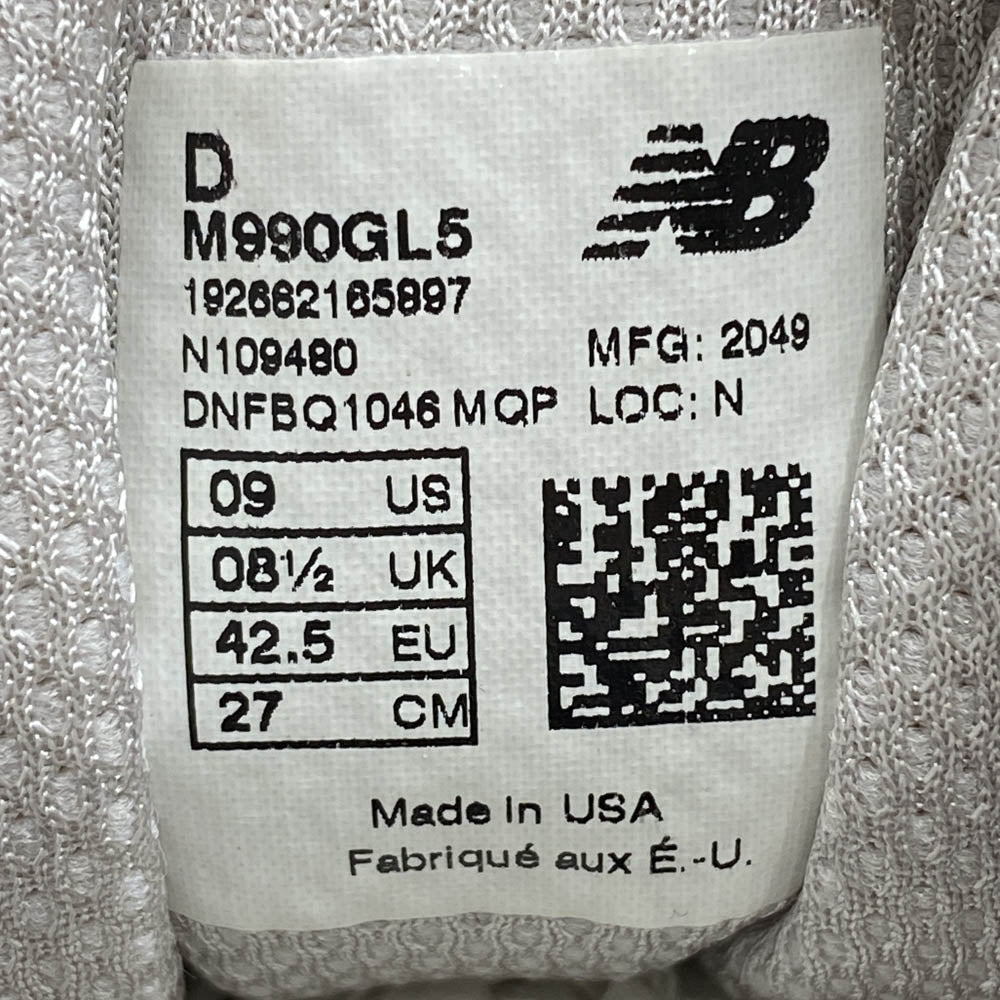 D
NB
M990GL5
192662165897
N109480
MFG: 2049
DNFBQ1046 MQP LOC: N
09 US
08½ UK
42.5 EU
27 CM
Made in USA
Fabriqué aux É.-U.